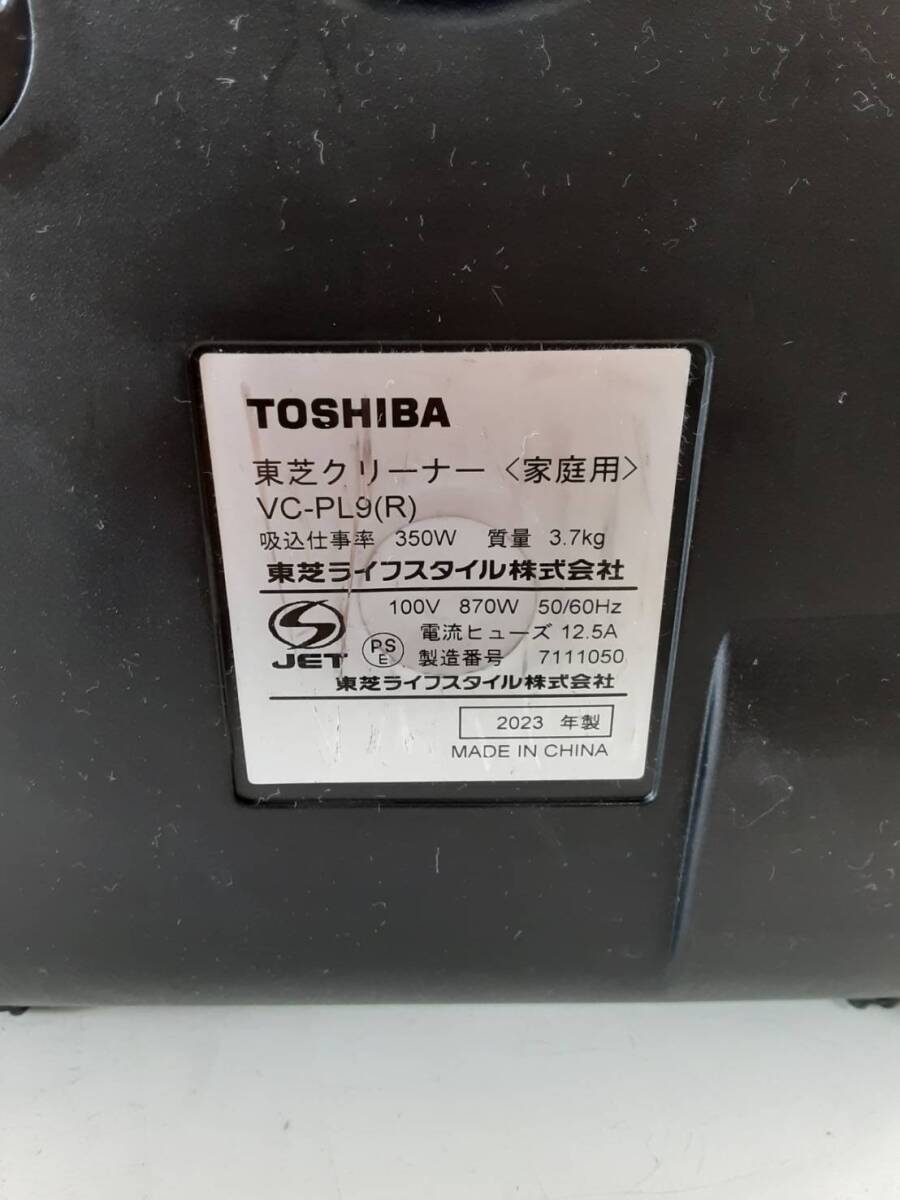 TOSHIBA
東芝クリーナー〈家庭用〉
VC-PL9(R)
吸込仕事率 350W 質量 3.7kg
東芝ライフスタイル株式会社
100V 870W 50/60Hz
電流ヒューズ 12.5A
JET PS E 製造番号 7111050
東芝ライフスタイル株式会社
2023 年製
MADE IN CHINA